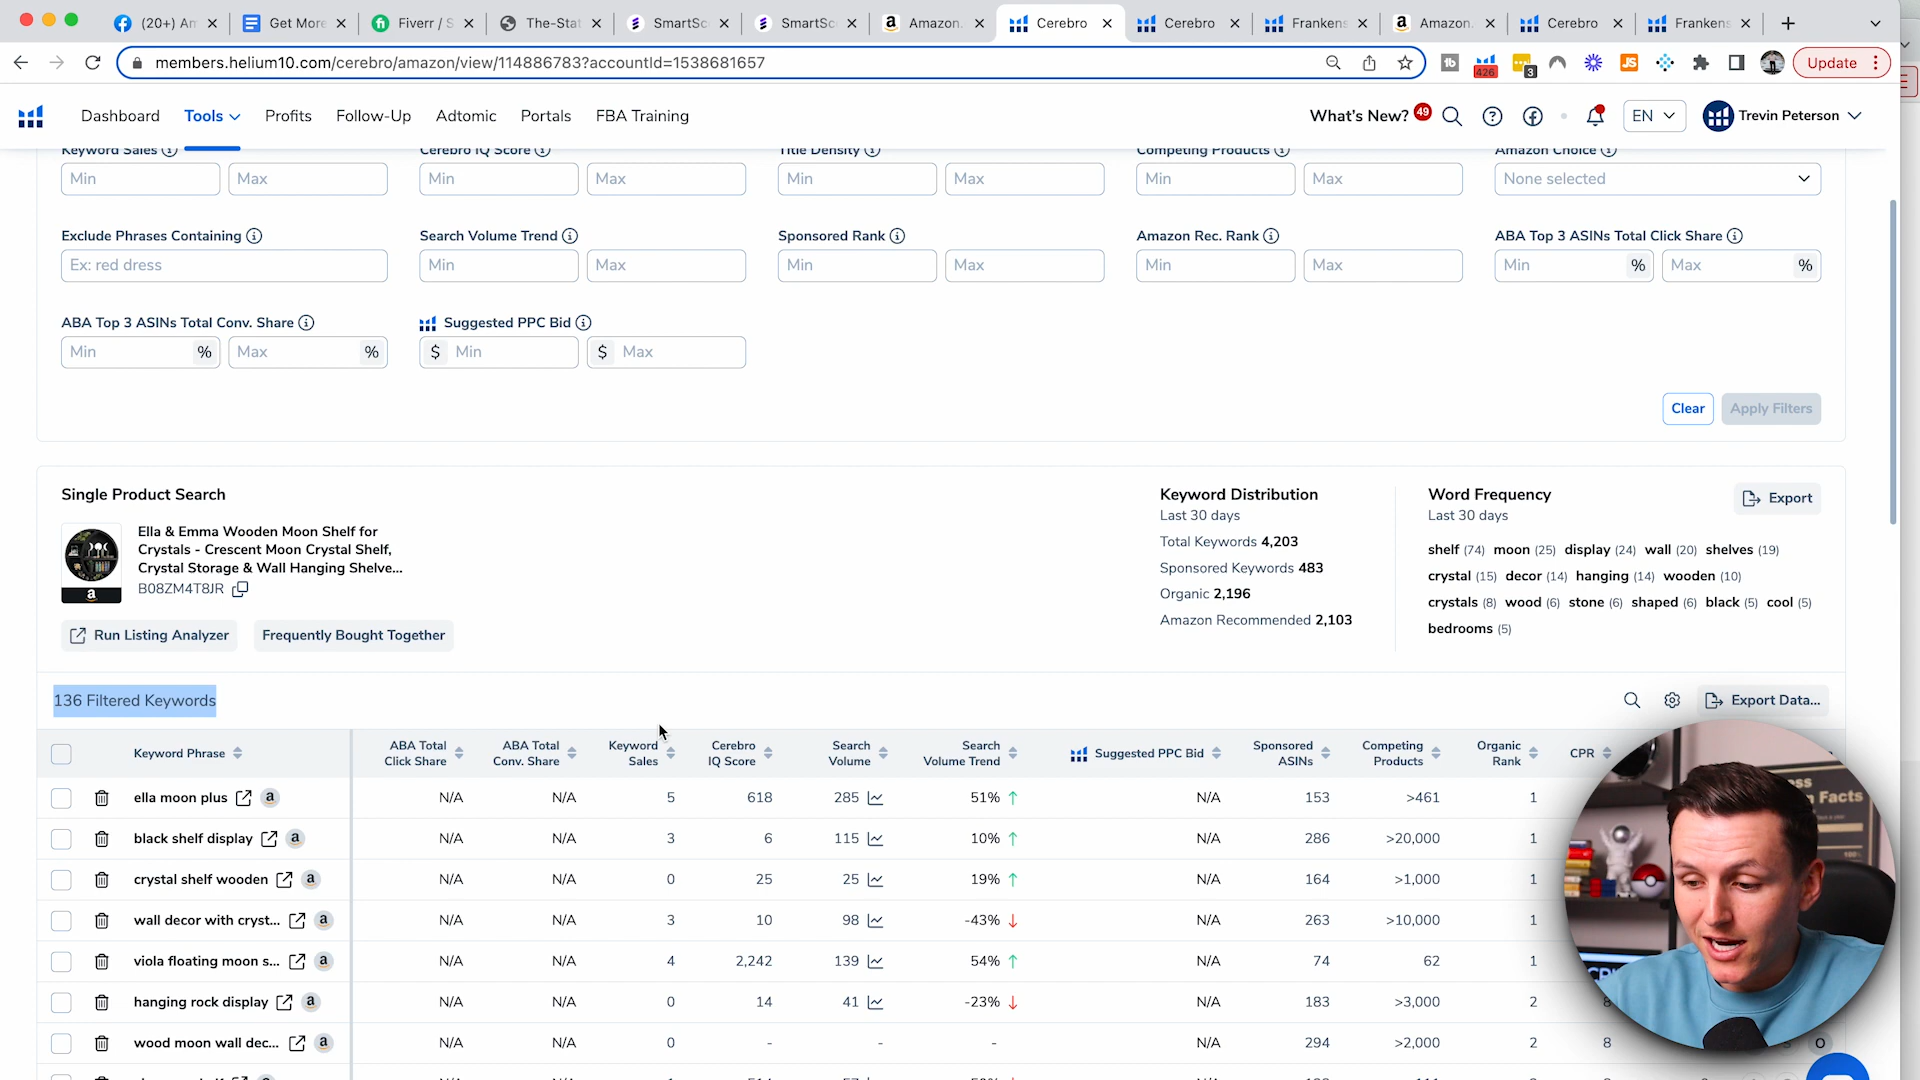 (20+) Am
Get More
Fiverr / S
The-Stat
SmartSc
SmartSc
Amazon.
Cerebro
Cerebro
Frankens
Amazon.
Cerebro
Frankens
members.helium10.com/cerebro/amazon/view/114886783?accountId=1538681657
tb
426
3
JS
Update
Dashboard Tools Profits Follow-Up Adtomic Portals FBA Training
What's New? 49 EN Trevin Peterson
Keyword Sales Cerebro IQ Score Title Density Competing Products Amazon Choice
Min Max Min Max Min Max Min Max None selected
Exclude Phrases Containing Search Volume Trend Sponsored Rank Amazon Rec. Rank ABA Top 3 ASINs Total Click Share
Ex: red dress Min Max Min Max Min Max Min % Max %
ABA Top 3 ASINs Total Conv. Share Suggested PPC Bid
Min % Max % $ Min $ Max
Clear Apply Filters
Single Product Search
Ella & Emma Wooden Moon Shelf for
Crystals - Crescent Moon Crystal Shelf,
Crystal Storage & Wall Hanging Shelve...
B08ZM4T8JR
a
Run Listing Analyzer Frequently Bought Together
Keyword Distribution
Last 30 days
Total Keywords 4,203
Sponsored Keywords 483
Organic 2,196
Amazon Recommended 2,103
Word Frequency
Last 30 days
Export
shelf (74) moon (25) display (24) wall (20) shelves (19)
crystal (15) decor (14) hanging (14) wooden (10)
crystals (8) wood (6) stone (6) shaped (6) black (5) cool (5)
bedrooms (5)
136 Filtered Keywords
Export Data...
Keyword Phrase ABA Total Click Share ABA Total Conv. Share Keyword Sales Cerebro IQ Score Search Volume Search Volume Trend Suggested PPC Bid Sponsored ASINs Competing Products Organic Rank CPR
ella moon plus a N/A N/A 5 618 285 51% N/A 153 >461 1
black shelf display a N/A N/A 3 6 115 10% N/A 286 >20,000 1
crystal shelf wooden a N/A N/A 0 25 25 19% N/A 164 >1,000 1
wall decor with cryst... a N/A N/A 3 10 98 -43% N/A 263 >10,000 1
viola floating moon s... a N/A N/A 4 2,242 139 54% N/A 74 62 1
hanging rock display a N/A N/A 0 14 41 -23% N/A 183 >3,000 2 8
wood moon wall dec... a N/A N/A 0 - - - N/A 294 >2,000 2 8 O
Facts